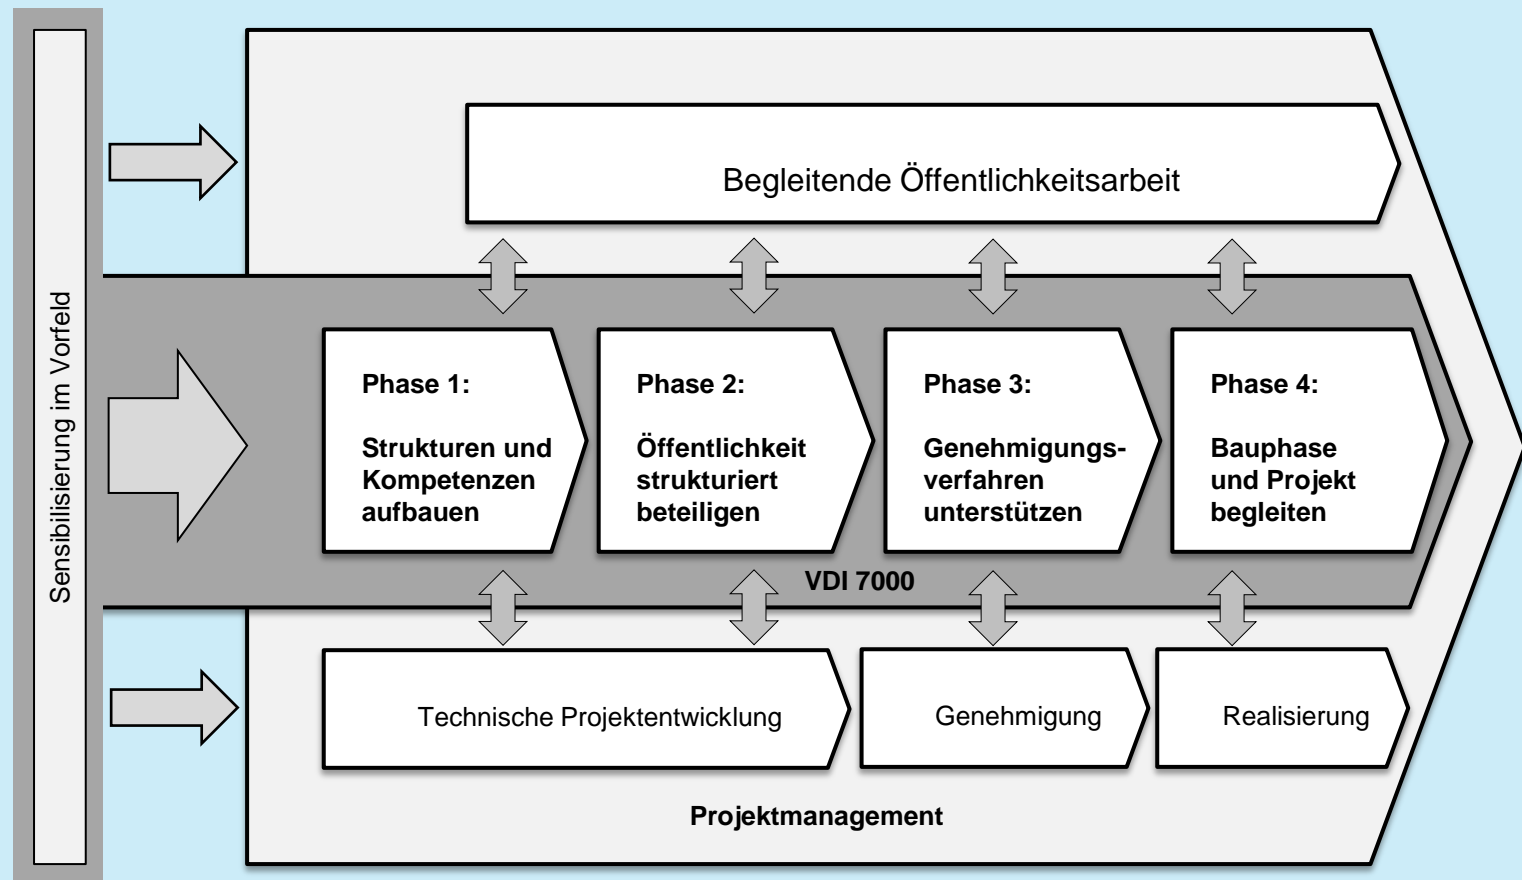 Sensibilisierung im Vorfeld
Begleitende Öffentlichkeitsarbeit
Phase 1:
Strukturen und
Kompetenzen
aufbauen
Phase 2:
Öffentlichkeit
strukturiert
beteiligen
Phase 3:
Genehmigungs-
verfahren
unterstützen
Phase 4:
Bauphase
und Projekt
begleiten
VDI 7000
Technische Projektentwicklung
Genehmigung
Realisierung
Projektmanagement